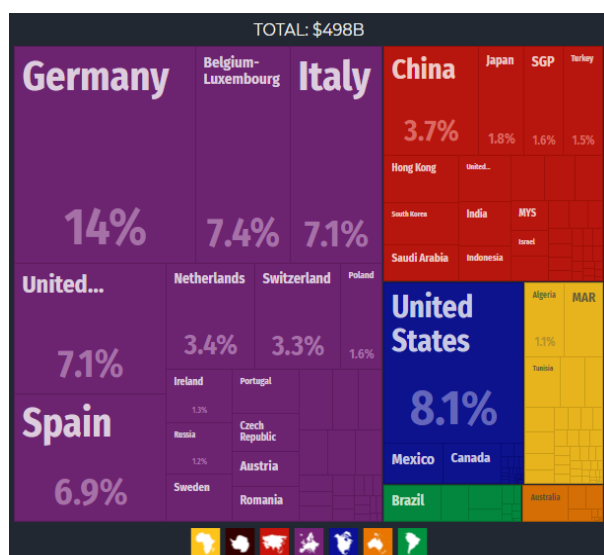 TOTAL: $498B
Germany
14%
Belgium-
Luxembourg
7.4%
Italy
7.1%
United...
7.1%
Spain
6.9%
Netherlands
3.4%
Switzerland
3.3%
Poland
1.6%
Ireland
1.3%
Russia
1.2%
Sweden
Portugal
Czech
Republic
Austria
Romania
China
3.7%
Japan
1.8%
SGP
1.6%
Turkey
1.5%
Hong Kong
United...
South Korea
India
MYS
Israel
Saudi Arabia
Indonesia
United
States
8.1%
Mexico
Canada
Algeria
1.1%
MAR
Tunisia
Brazil
Australia